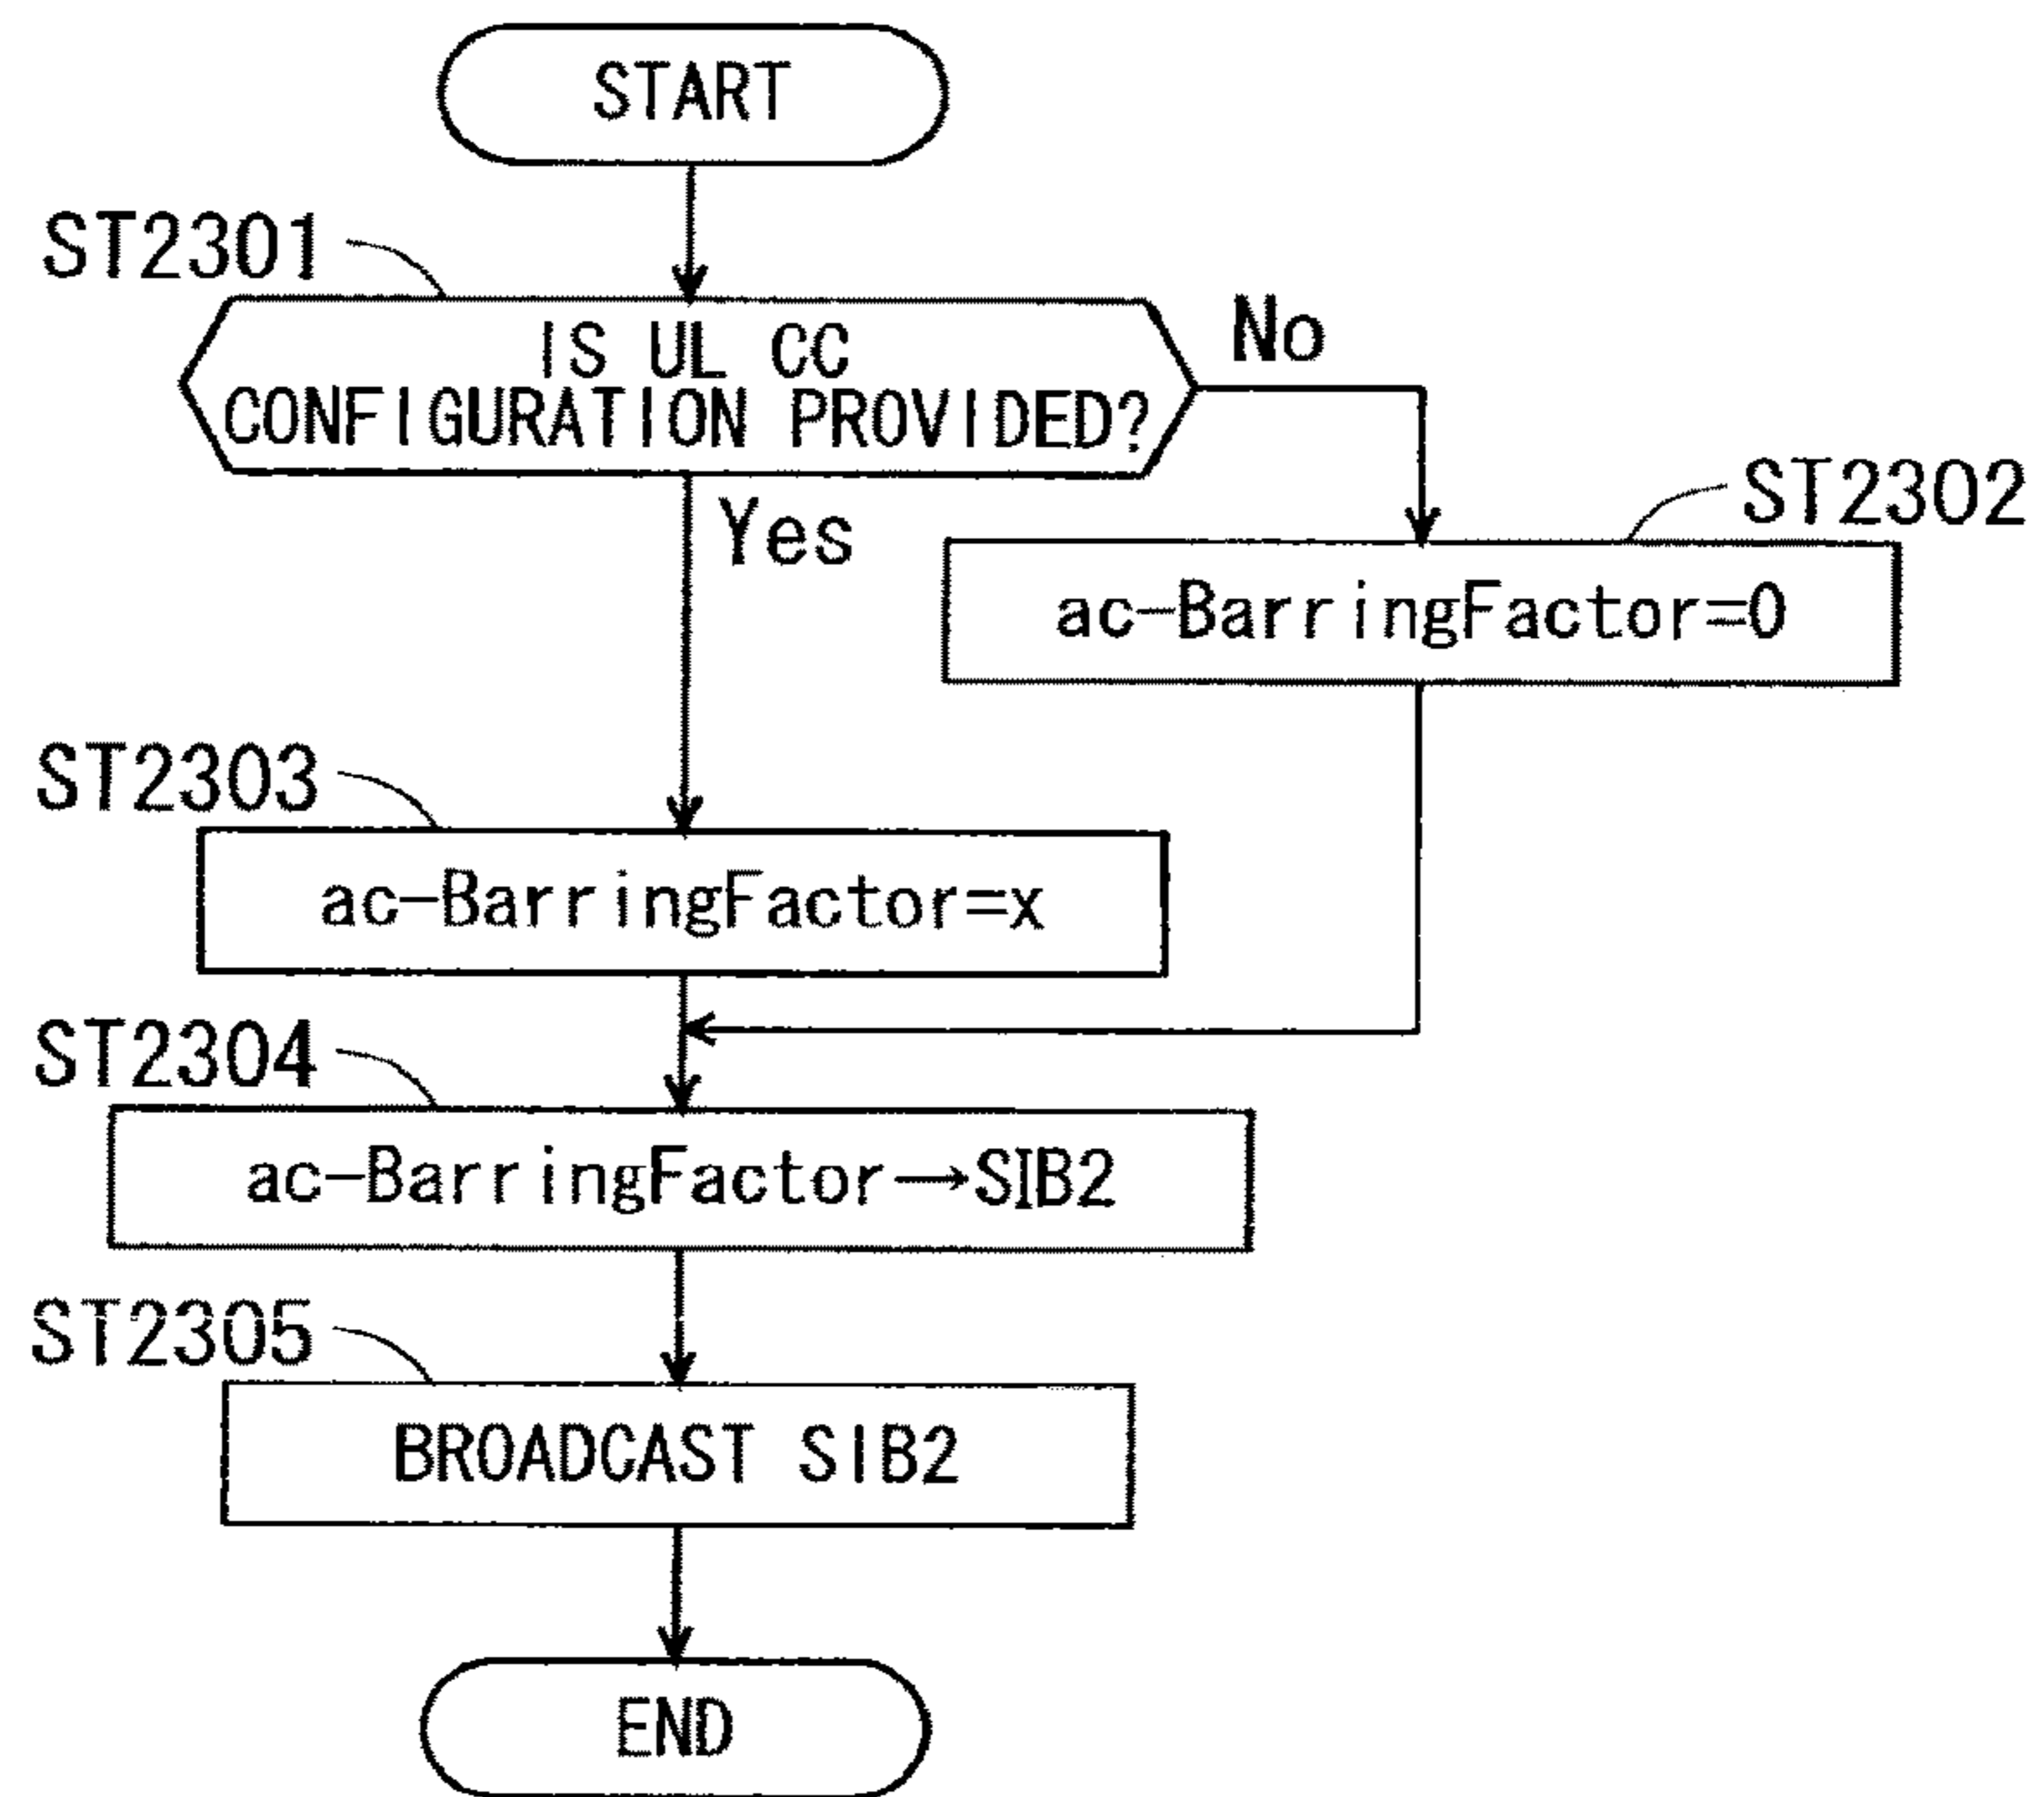 START
ST2301
IS UL CC
CONFIGURATION PROVIDED?
No
Yes
ST2302
ac-BarringFactor=0
ST2303
ac-BarringFactor=x
ST2304
ac-BarringFactor→SIB2
ST2305
BROADCAST SIB2
END